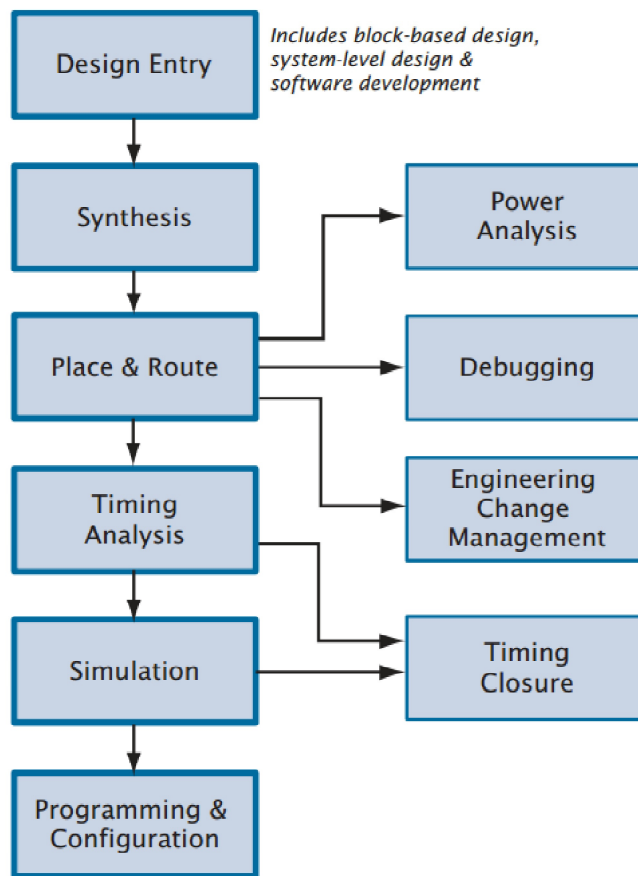 Design Entry
Includes block-based design,
system-level design &
software development
Synthesis
Power
Analysis
Place & Route
Debugging
Timing
Analysis
Engineering
Change
Management
Simulation
Timing
Closure
Programming &
Configuration